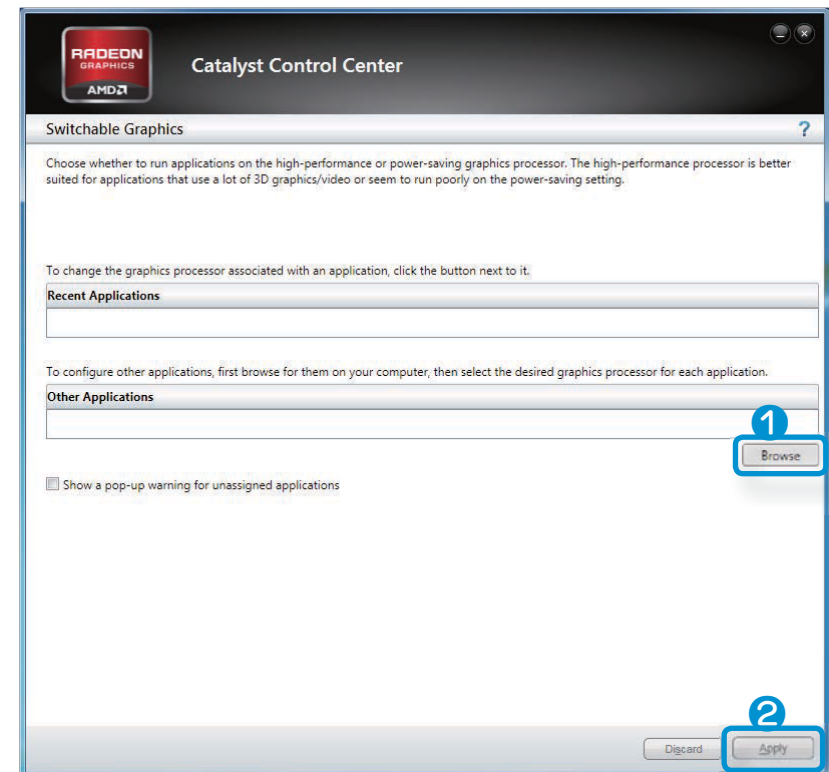 RADEON
GRAPHICS
AMD
Catalyst Control Center
Switchable Graphics
?
Choose whether to run applications on the high-performance or power-saving graphics processor. The high-performance processor is better
suited for applications that use a lot of 3D graphics/video or seem to run poorly on the power-saving setting.
To change the graphics processor associated with an application, click the button next to it.
Recent Applications
To configure other applications, first browse for them on your computer, then select the desired graphics processor for each application.
Other Applications
1
Browse
Show a pop-up warning for unassigned applications
2
Discard
Apply